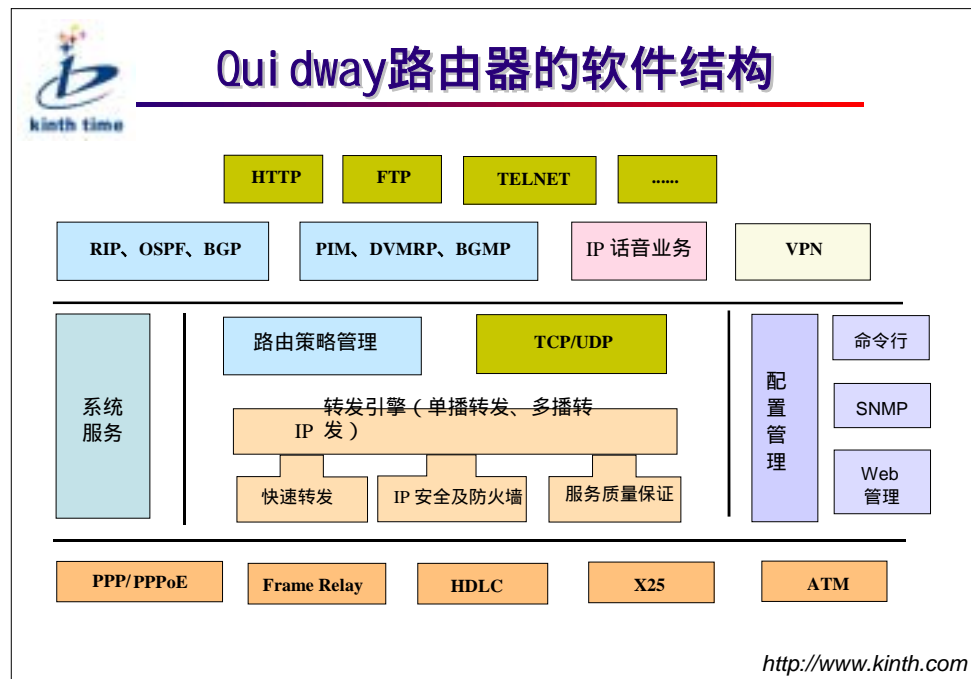 kinth time
Quidway路由器的软件结构
HTTP
FTP
TELNET
......
RIP、OSPF、BGP
PIM、DVMRP、BGMP
IP 话音业务
VPN
系统
服务
路由策略管理
TCP/UDP
转发引擎（单播转发、多播转
IP 发）
快速转发
IP 安全及防火墙
服务质量保证
配
置
管
理
命令行
SNMP
Web
管理
PPP/PPPoE
Frame Relay
HDLC
X25
ATM
http://www.kinth.com